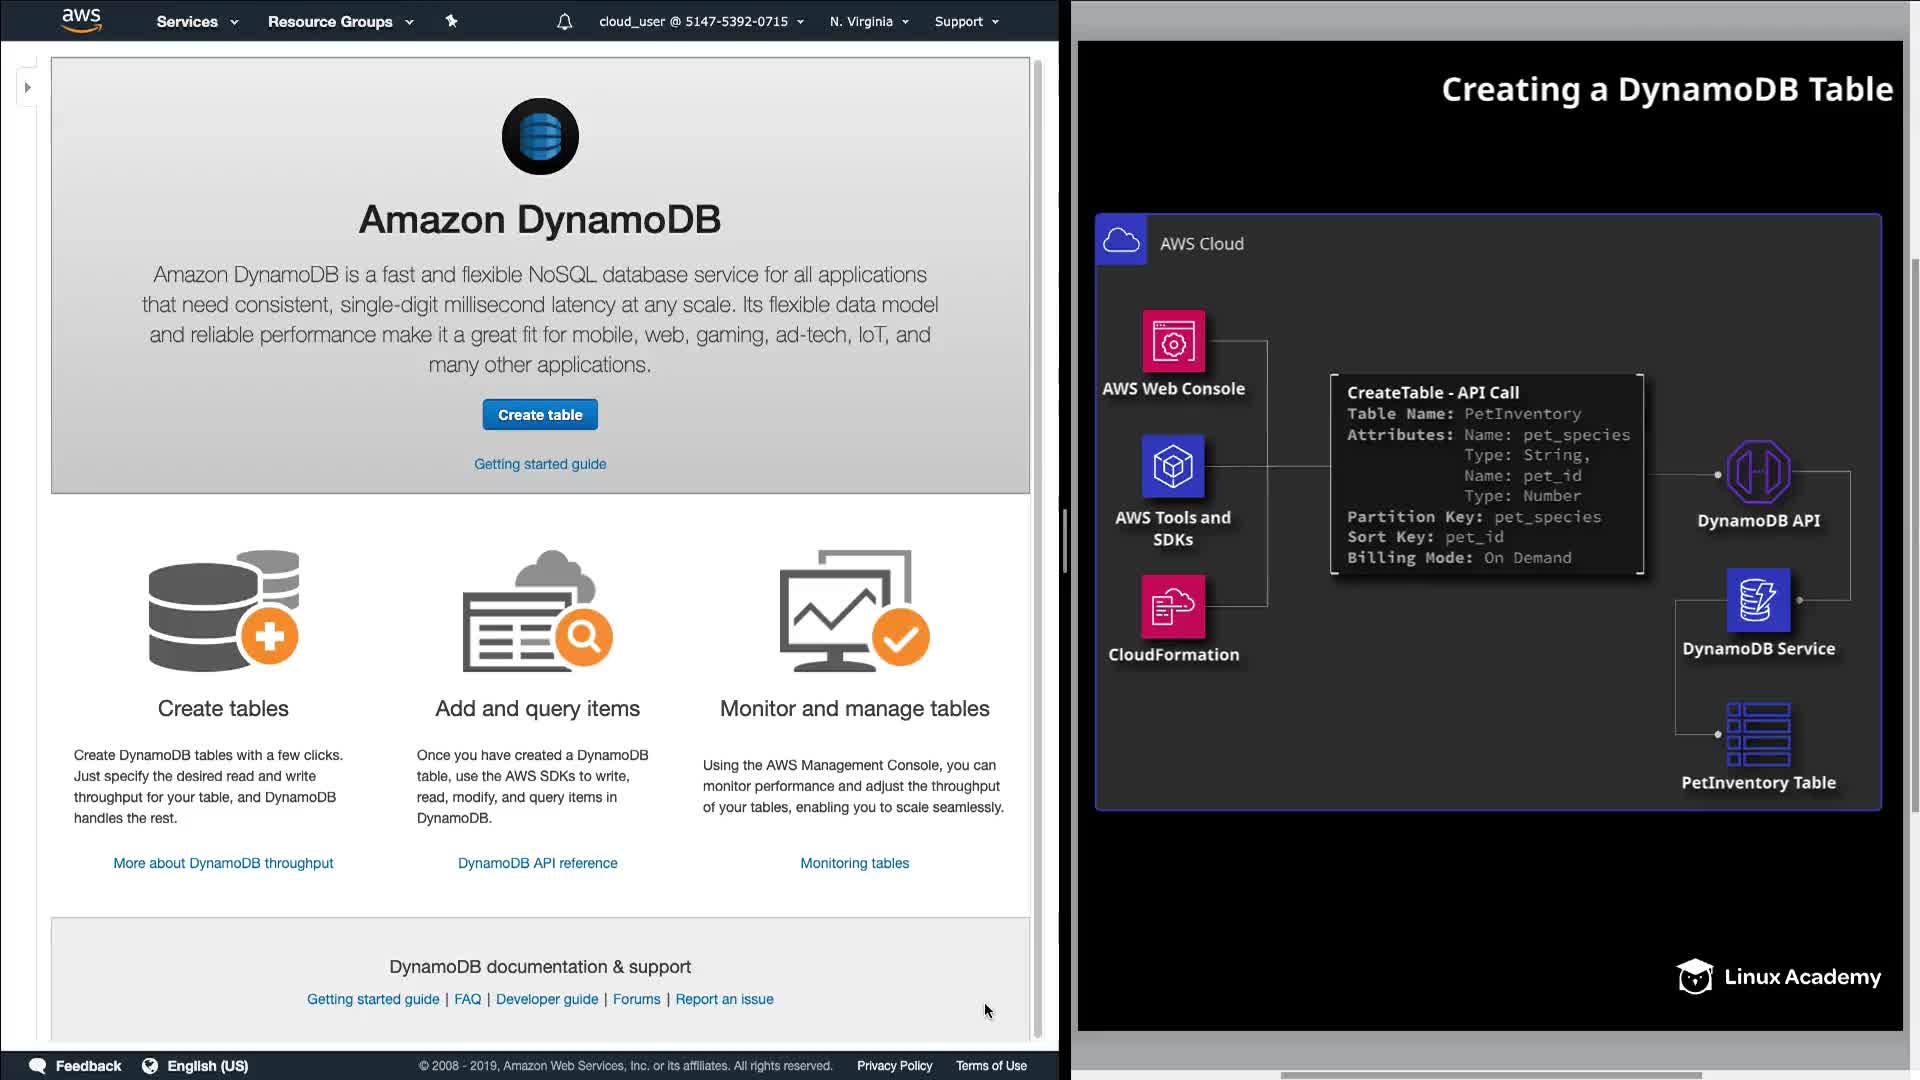 aws
Services
Resource Groups
cloud_user @ 5147-5392-0715
N. Virginia
Support
Amazon DynamoDB
Amazon DynamoDB is a fast and flexible NoSQL database service for all applications
that need consistent, single-digit millisecond latency at any scale. Its flexible data model
and reliable performance make it a great fit for mobile, web, gaming, ad-tech, IoT, and
many other applications.
Create table
Getting started guide
Create tables
Create DynamoDB tables with a few clicks.
Just specify the desired read and write
throughput for your table, and DynamoDB
handles the rest.
More about DynamoDB throughput
Add and query items
Once you have created a DynamoDB
table, use the AWS SDKs to write,
read, modify, and query items in
DynamoDB.
DynamoDB API reference
Monitor and manage tables
Using the AWS Management Console, you can
monitor performance and adjust the throughput
of your tables, enabling you to scale seamlessly.
Monitoring tables
DynamoDB documentation & support
Getting started guide | FAQ | Developer guide | Forums | Report an issue
Feedback
English (US)
© 2008 - 2019, Amazon Web Services, Inc. or its affiliates. All rights reserved.
Privacy Policy
Terms of Use
Creating a DynamoDB Table
AWS Cloud
AWS Web Console
AWS Tools and
SDKs
CloudFormation
CreateTable - API Call
Table Name: PetInventory
Attributes: Name: pet_species
Type: String,
Name: pet_id
Type: Number
Partition Key: pet_species
Sort Key: pet_id
Billing Mode: On Demand
DynamoDB API
DynamoDB Service
PetInventory Table
Linux Academy